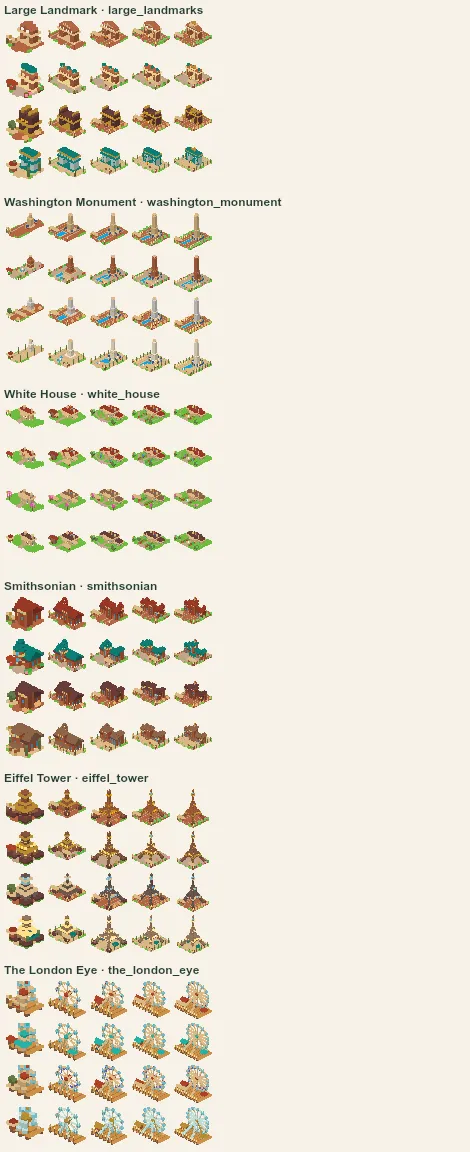 Large Landmark · large_landmarks
Washington Monument · washington_monument
White House · white_house
Smithsonian · smithsonian
Eiffel Tower · eiffel_tower
The London Eye · the_london_eye